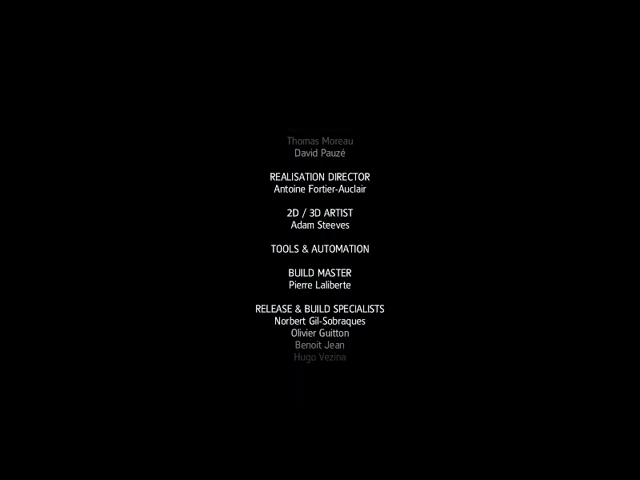 Thomas Moreau
David Pauzé
REALISATION DIRECTOR
Antoine Fortier-Auclair
2D / 3D ARTIST
Adam Steeves
TOOLS & AUTOMATION
BUILD MASTER
Pierre Laliberte
RELEASE & BUILD SPECIALISTS
Norbert Gil-Sobraques
Olivier Guitton
Benoit Jean
Hugo Vezina